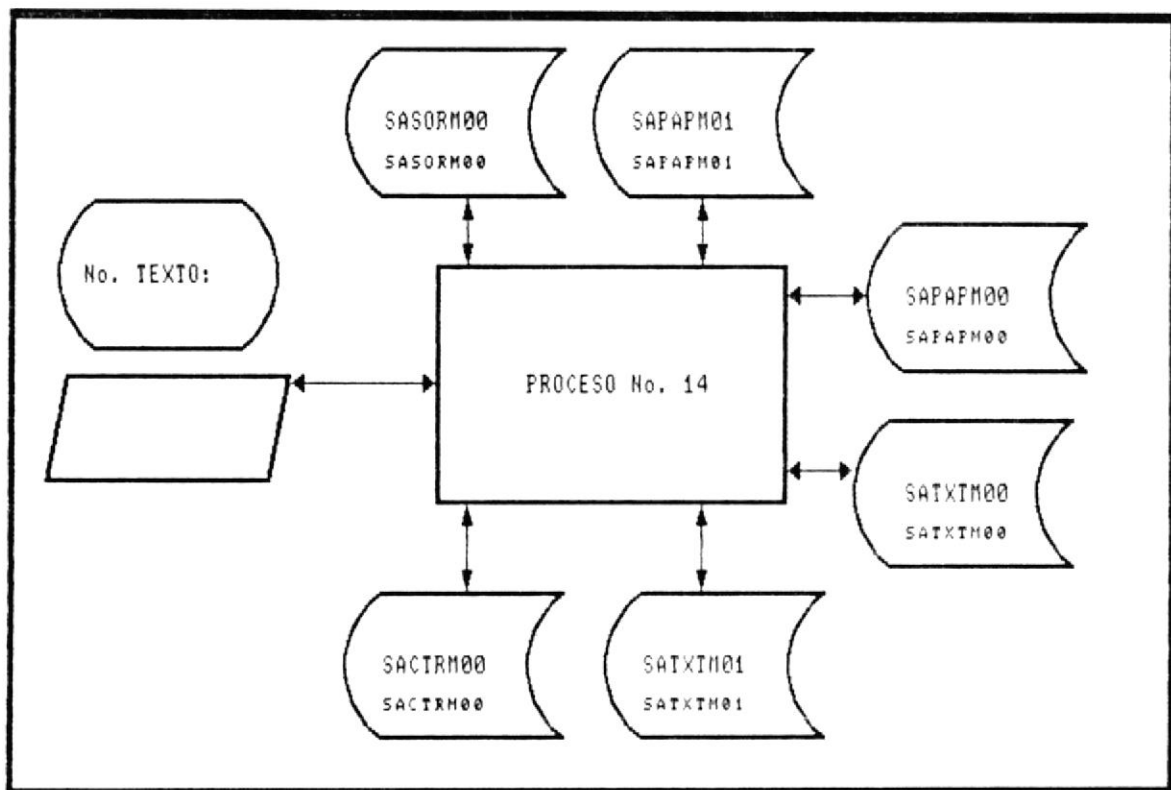 SASORM00
SASORM00
SAPAPM01
SAPAPM01
No. TEXTO:
SAPAPM00
SAPAPM00
PROCESO No. 14
SATXTM00
SATXTM00
SACTRM00
SACTRM00
SATXTM01
SATXTM01